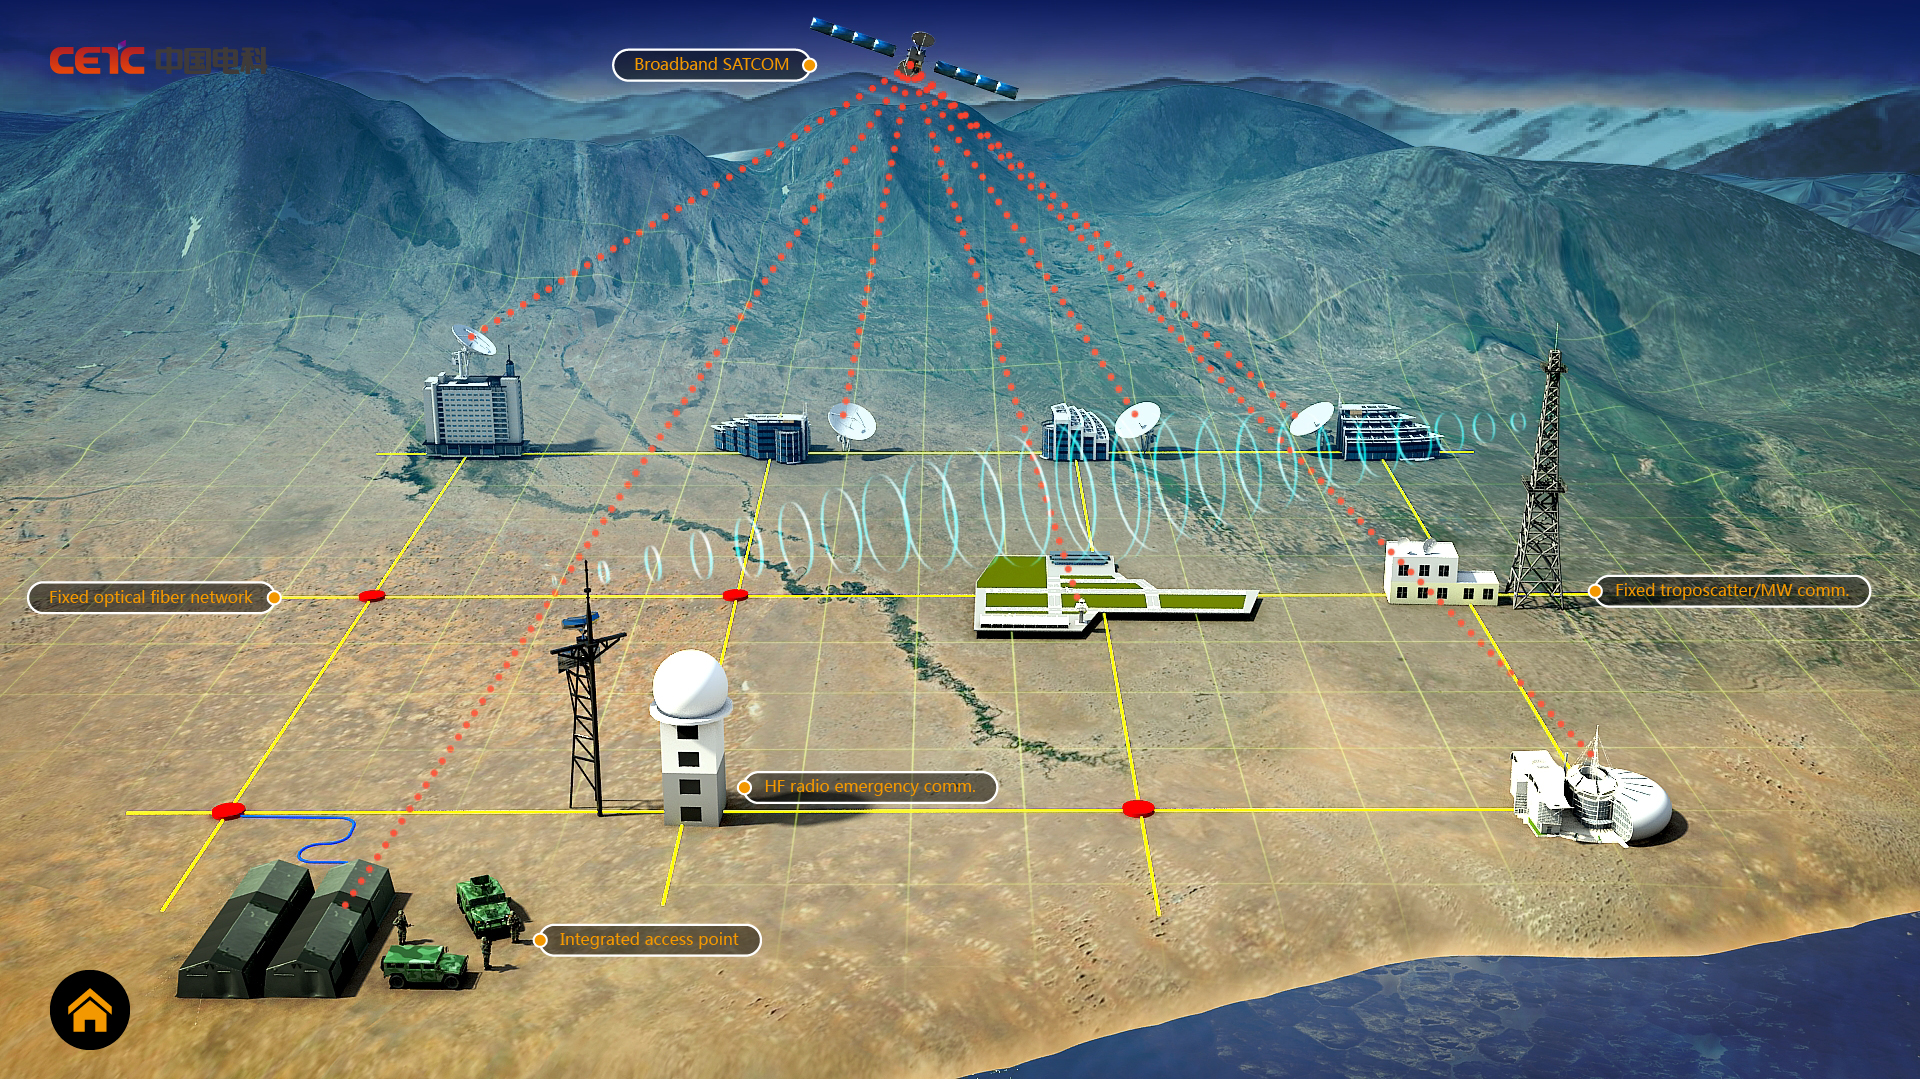 CETC 中国电科
Broadband SATCOM
Fixed optical fiber network
Fixed troposcatter/MW comm.
HF radio emergency comm.
Integrated access point